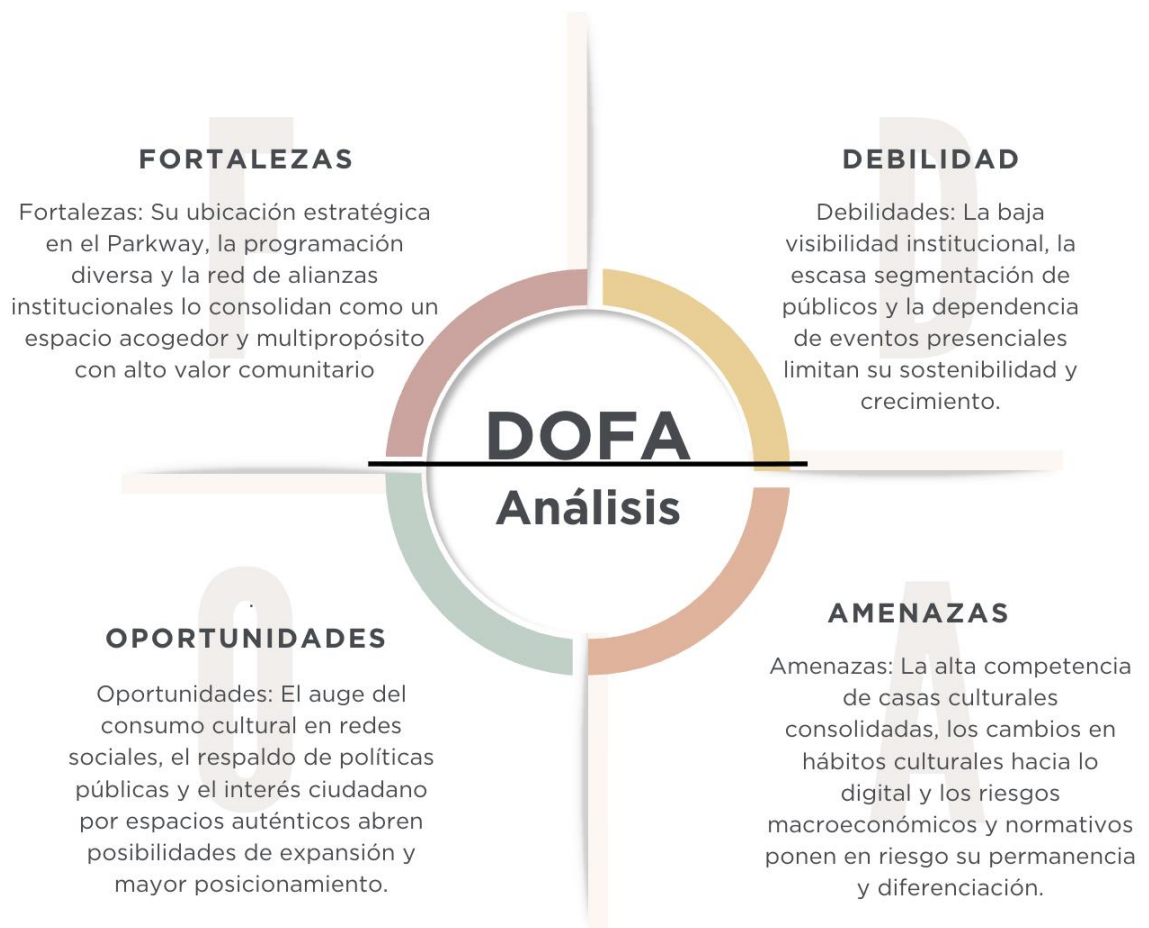 FORTALEZAS
Fortalezas: Su ubicación estratégica
en el Parkway, la programación
diversa y la red de alianzas
institucionales lo consolidan como un
espacio acogedor y multipropósito
con alto valor comunitario
DEBILIDAD
Debilidades: La baja
visibilidad institucional, la
escasa segmentación de
públicos y la dependencia
de eventos presenciales
limitan su sostenibilidad y
crecimiento.
DOFA
Análisis
.
OPORTUNIDADES
Oportunidades: El auge del
consumo cultural en redes
sociales, el respaldo de políticas
públicas y el interés ciudadano
por espacios auténticos abren
posibilidades de expansión y
mayor posicionamiento.
AMENAZAS
Amenazas: La alta competencia
de casas culturales
consolidadas, los cambios en
hábitos culturales hacia lo
digital y los riesgos
macroeconómicos y normativos
ponen en riesgo su permanencia
y diferenciación.
F
D
O
A